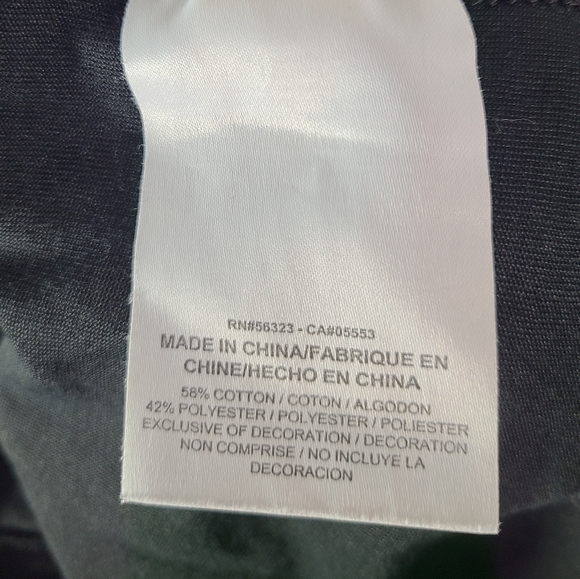 RN#56323 - CA#05553
MADE IN CHINA/FABRIQUE EN
CHINE/HECHO EN CHINA
58% COTTON / COTON / ALGODON
42% POLYESTER / POLYESTER / POLIESTER
EXCLUSIVE OF DECORATION / DECORATION
NON COMPRISE / NO INCLUYE LA
DECORACION